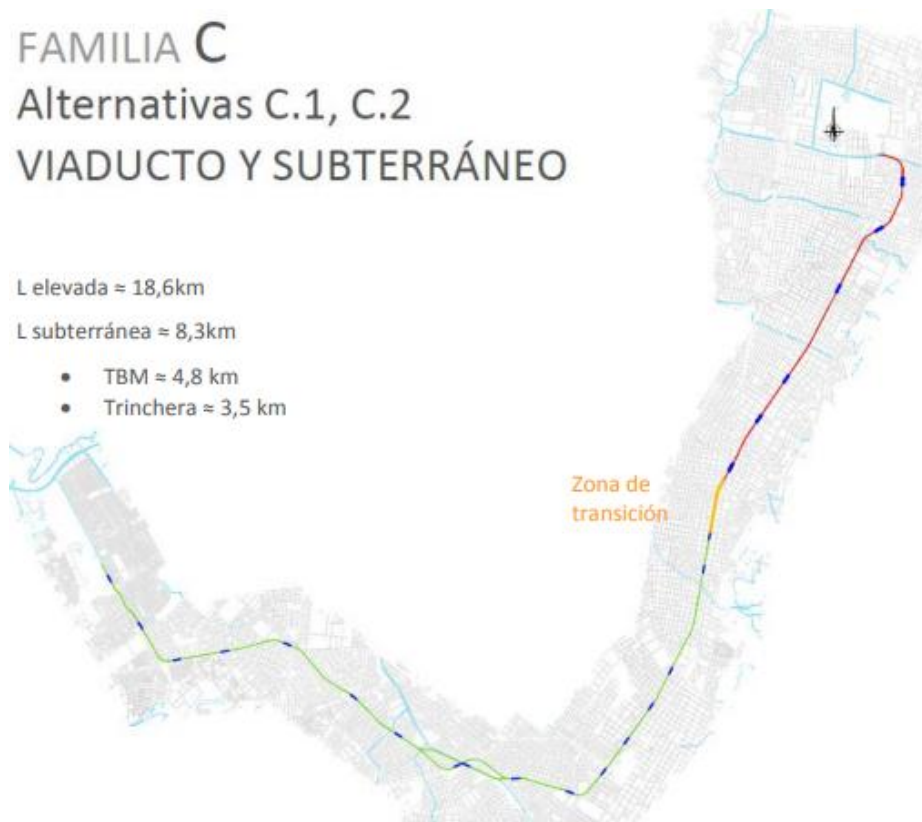 FAMILIA C
Alternativas C.1, C.2
VIADUCTO Y SUBTERRÁNEO
L elevada ≈ 18,6km
L subterránea ≈ 8,3km
• TBM ≈ 4,8 km
• Trinchera ≈ 3,5 km
Zona de
transición